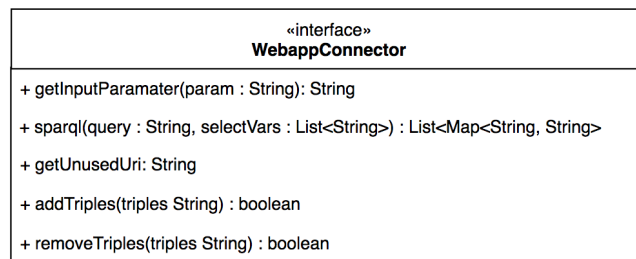 «interface»
WebappConnector
+ getInputParamater(param : String): String
+ sparql(query : String, selectVars : List<String>) : List<Map<String, String>
+ getUnusedUri: String
+ addTriples(triples String) : boolean
+ removeTriples(triples String) : boolean